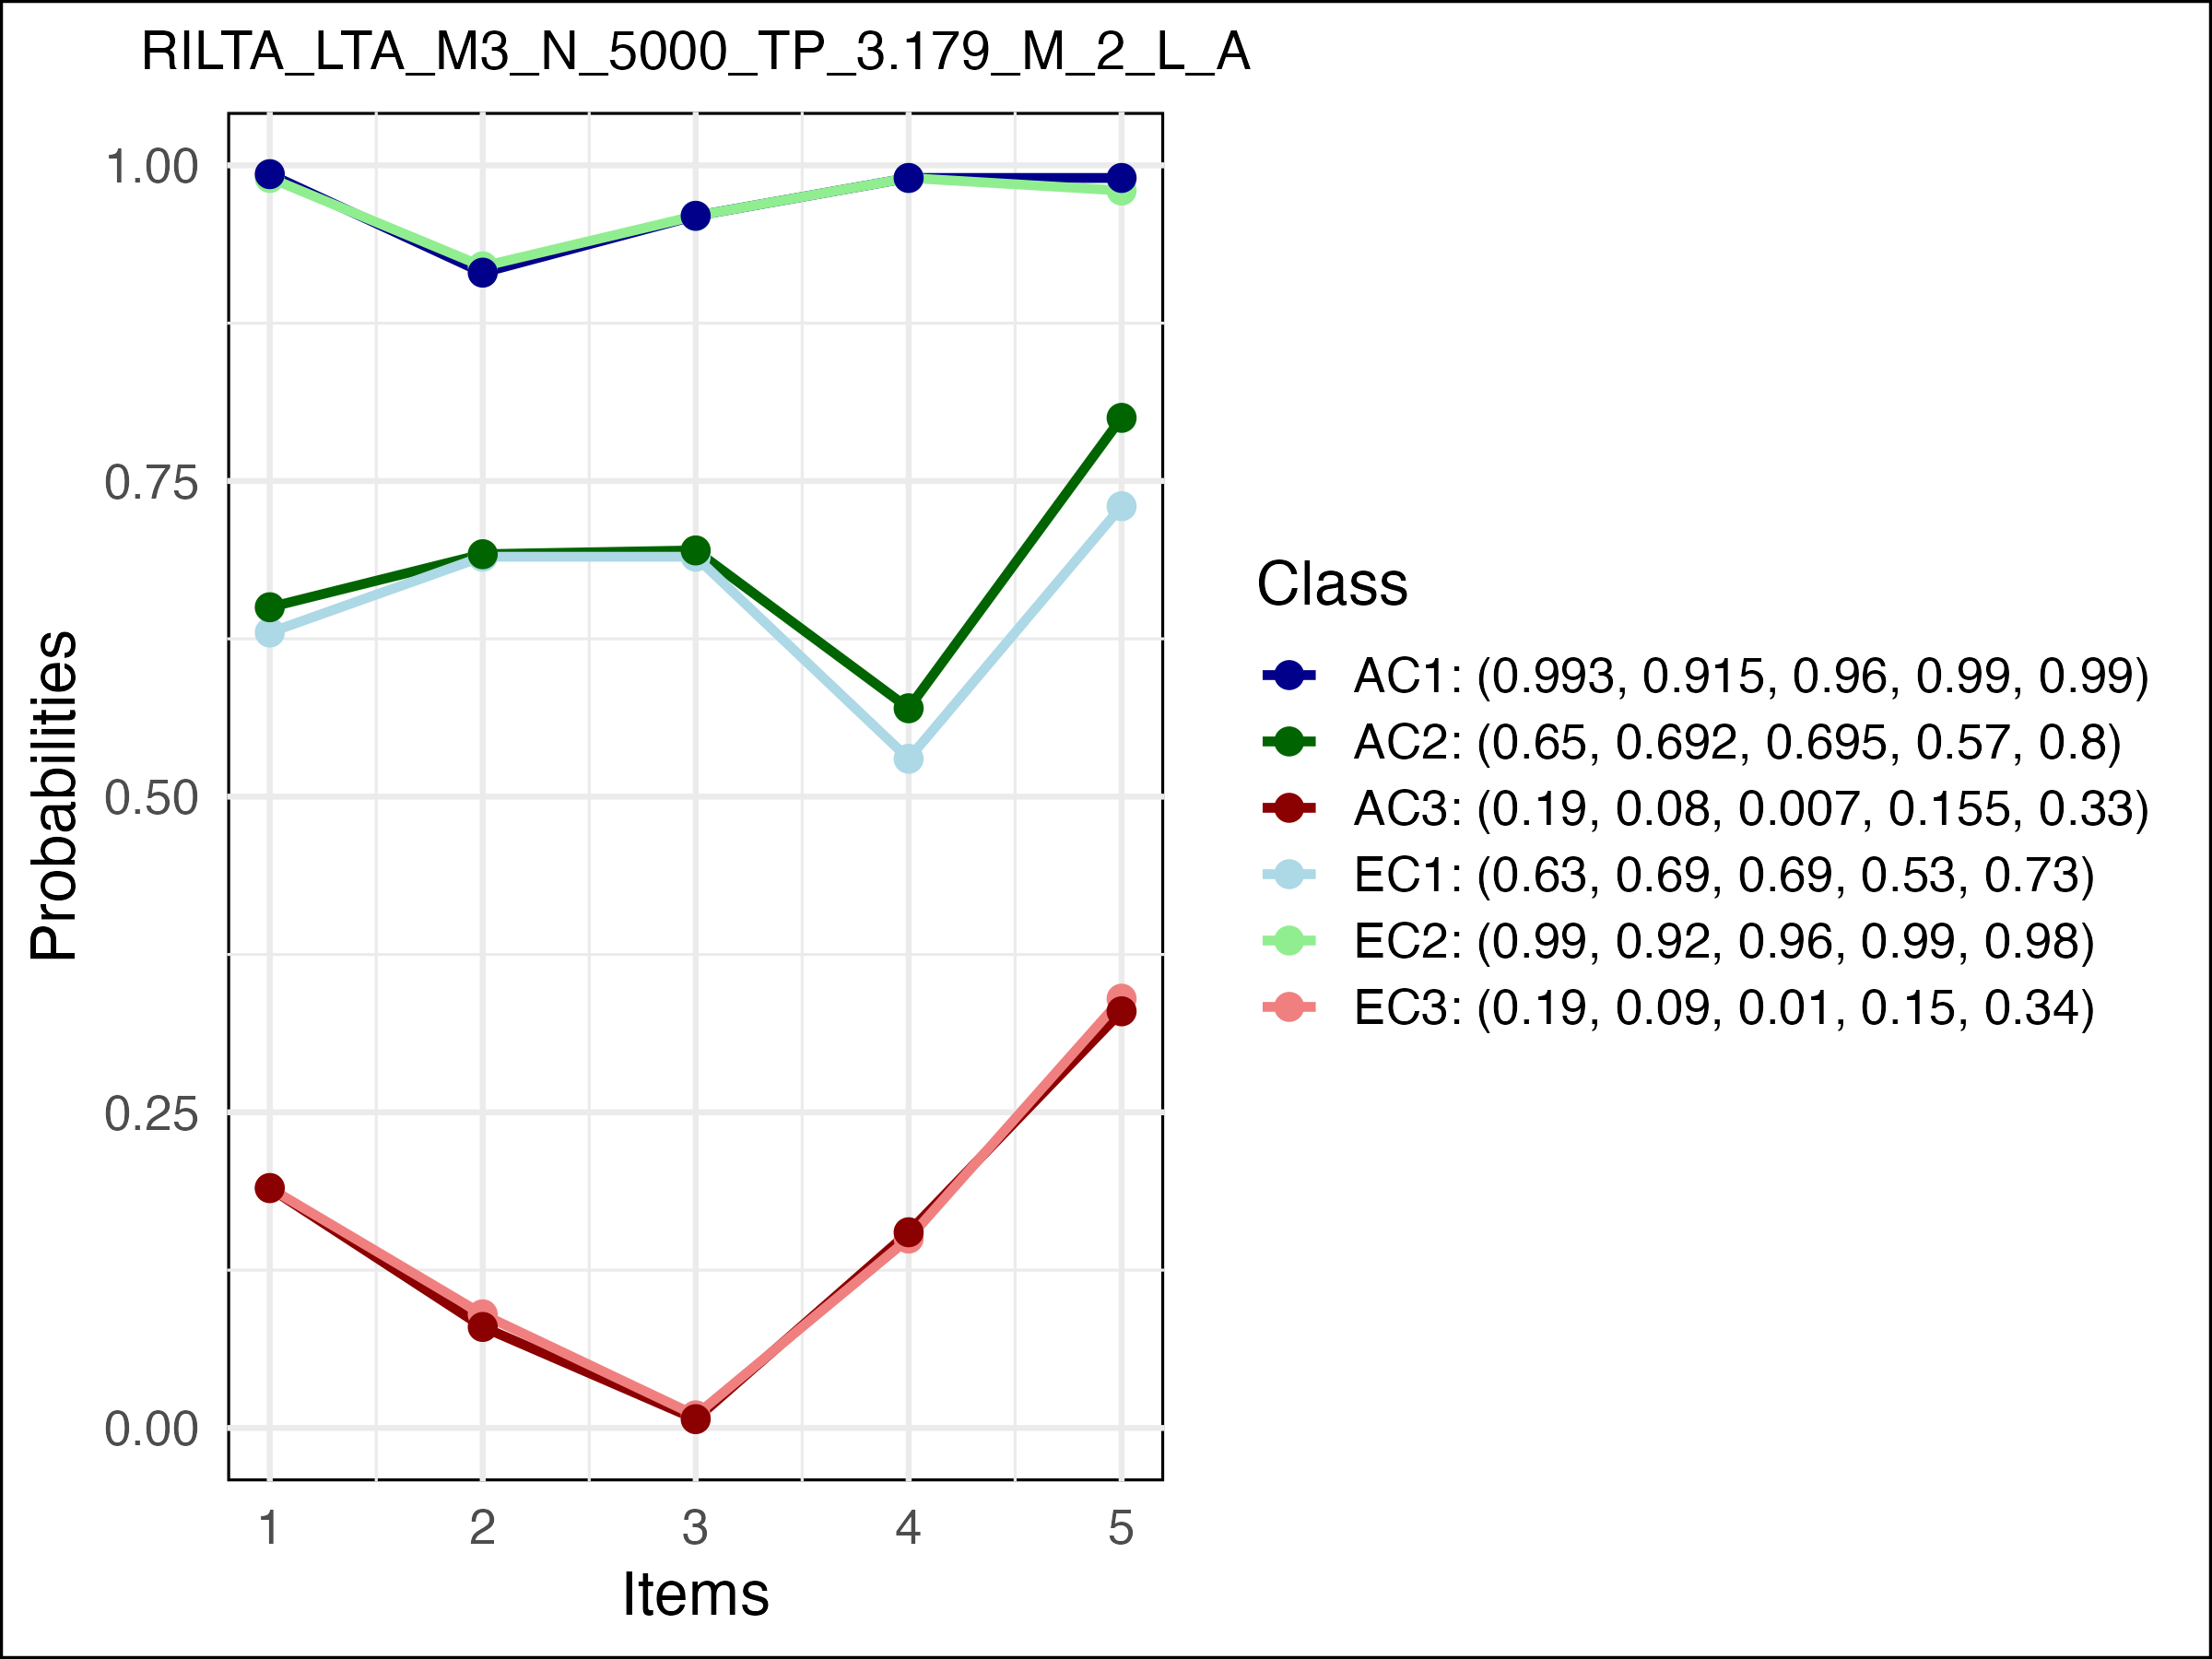 RILTA_LTA_M3_N_5000_TP_3.179_M_2_L_A
1.00
0.75
0.50
0.25
0.00
Probabilities
1 2 3 4 5
Items
Class
AC1: (0.993, 0.915, 0.96, 0.99, 0.99)
AC2: (0.65, 0.692, 0.695, 0.57, 0.8)
AC3: (0.19, 0.08, 0.007, 0.155, 0.33)
EC1: (0.63, 0.69, 0.69, 0.53, 0.73)
EC2: (0.99, 0.92, 0.96, 0.99, 0.98)
EC3: (0.19, 0.09, 0.01, 0.15, 0.34)